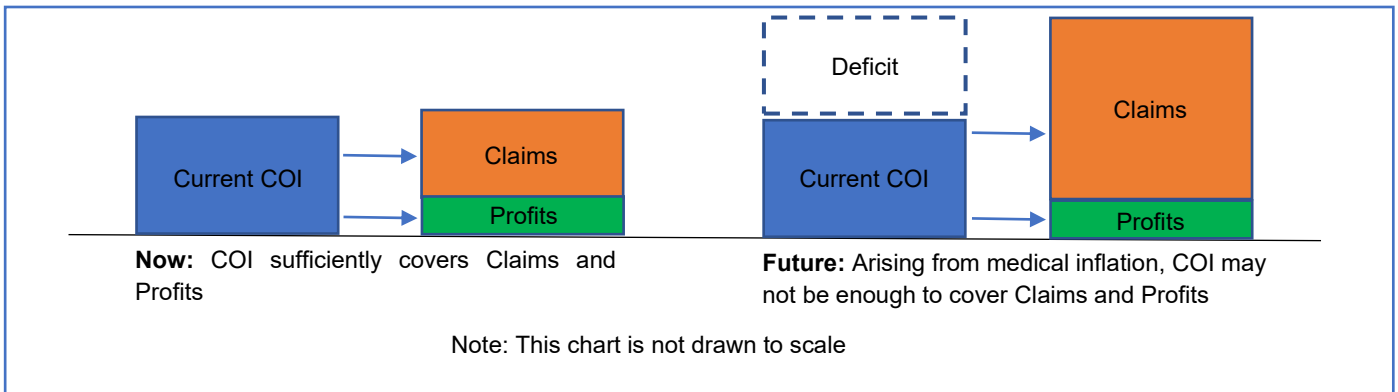 Deficit
Claims
Current COI
Claims
Current COI
Profits
Profits
Now: COI sufficiently covers Claims and
Profits
Future: Arising from medical inflation, COI may
not be enough to cover Claims and Profits
Note: This chart is not drawn to scale